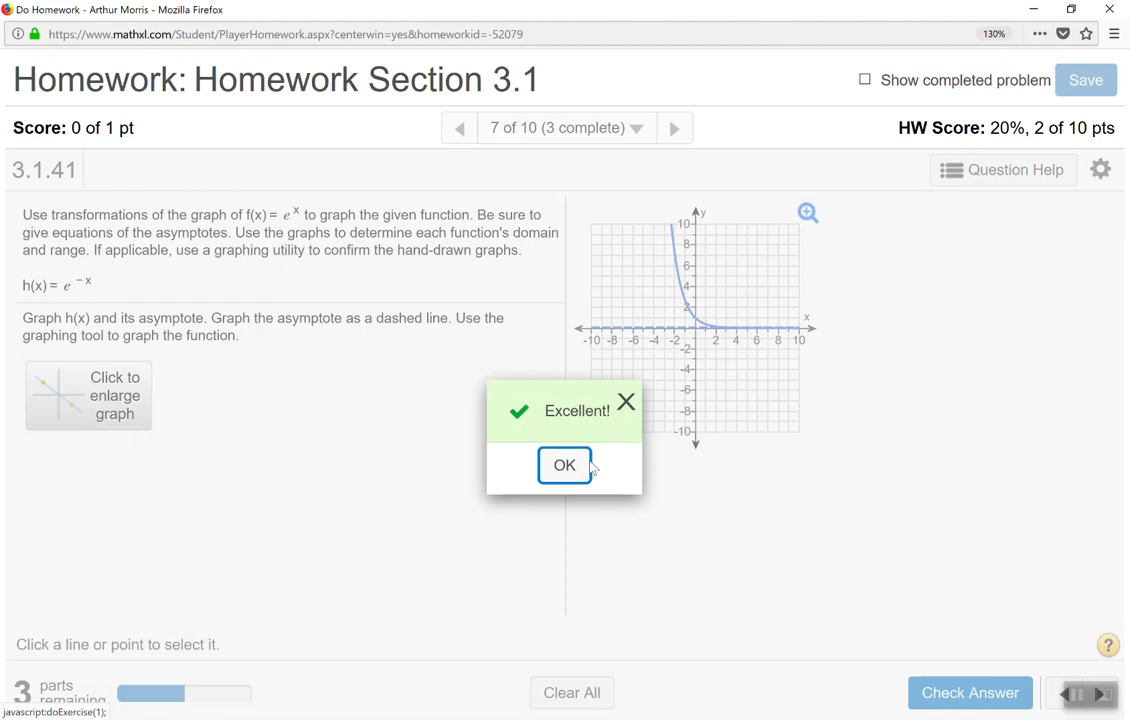 Do Homework - Arthur Morris - Mozilla Firefox
https://www.mathxl.com/Student/PlayerHomework.aspx?centerwin=yes&homeworkid=-52079
130%
Homework: Homework Section 3.1
Show completed problem
Save
Score: 0 of 1 pt
7 of 10 (3 complete)
HW Score: 20%, 2 of 10 pts
3.1.41
Question Help
Use transformations of the graph of f(x) = e^x to graph the given function. Be sure to
give equations of the asymptotes. Use the graphs to determine each function's domain
and range. If applicable, use a graphing utility to confirm the hand-drawn graphs.
h(x) = e^-x
Graph h(x) and its asymptote. Graph the asymptote as a dashed line. Use the
graphing tool to graph the function.
Click to
enlarge
graph
y
10
8
6
4
2
x
-10 -8 -6 -4 -2 2 4 6 8 10
-2
-4
-6
-8
-10
Excellent!
OK
Click a line or point to select it.
?
3 parts
remaining
Clear All
Check Answer
javascript:doExercise(1);